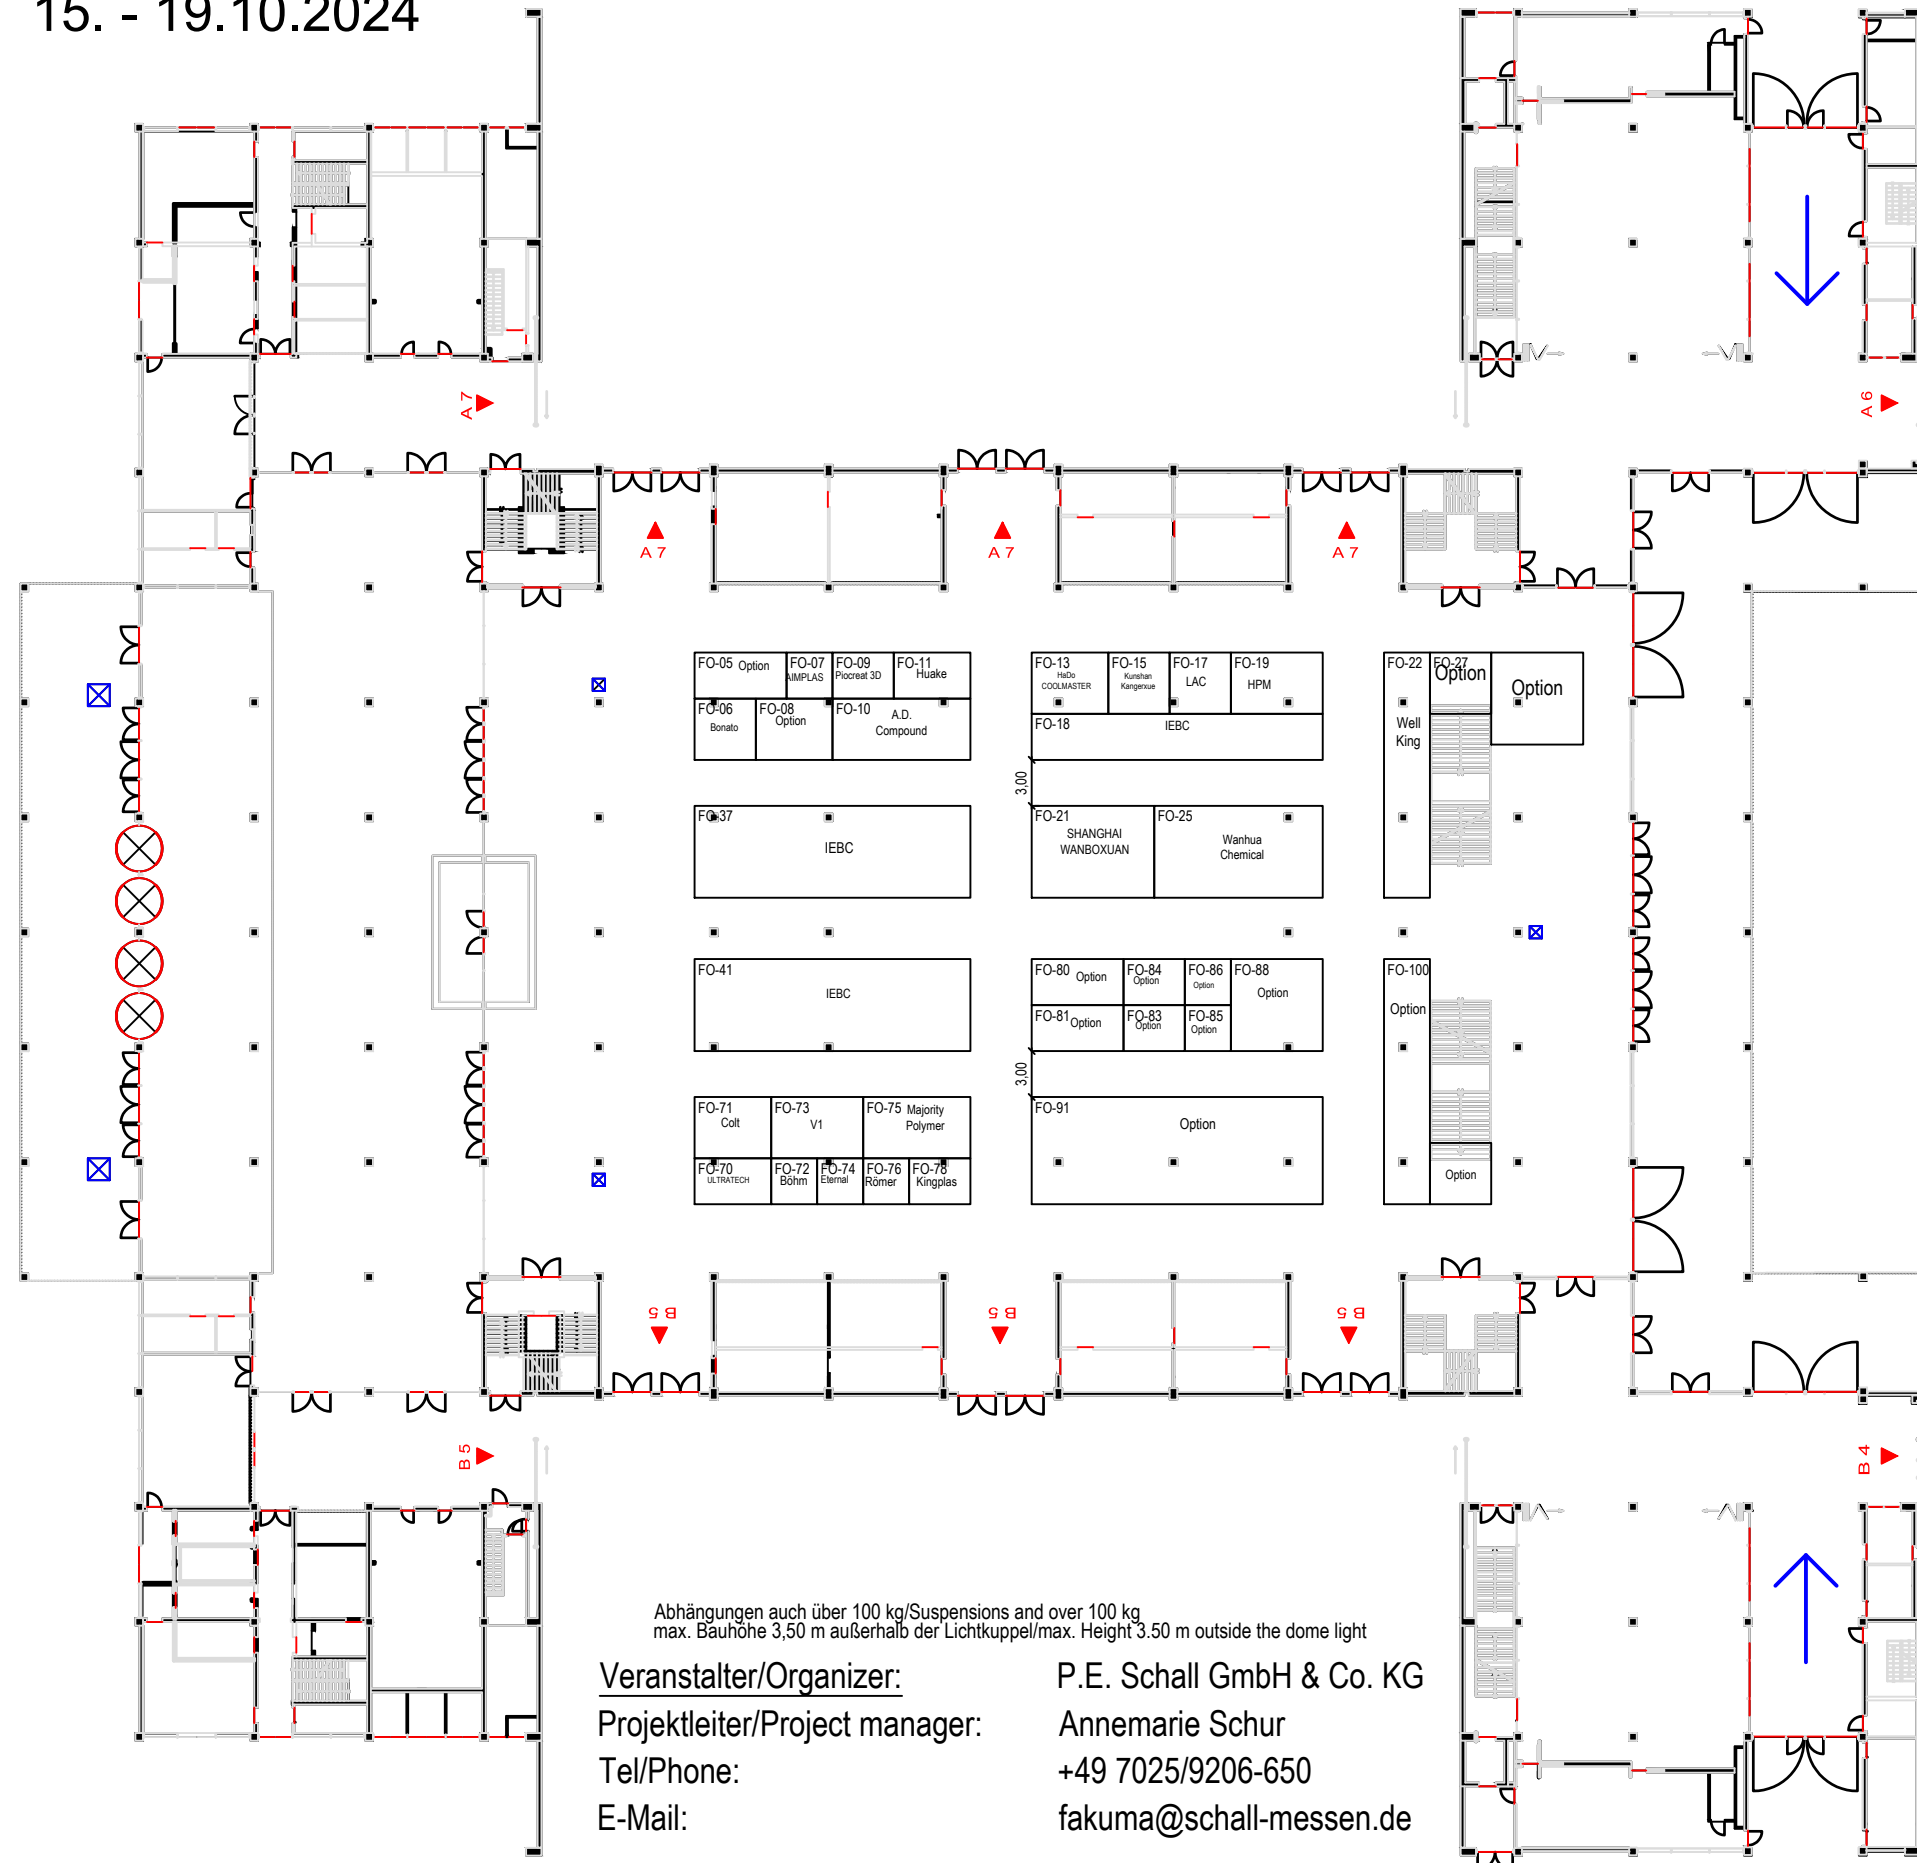 15. - 19.10.2024
A 7
A 6
A 7
A 7
A 7
FO-05 Option
FO-07
AIMPLAS
FO-09
Piocreat 3D
FO-11
Huake
FO-06
Bonato
FO-08
Option
FO-10
A.D.
Compound
FO-13
HaDo
COOLMASTER
FO-15
Kunshan
Kangerxue
FO-17
LAC
FO-19
HPM
FO-18
IEBC
FO-22
Well
King
FO-27
Option
Option
3,00
FO-37
IEBC
FO-21
SHANGHAI
WANBOXUAN
FO-25
Wanhua
Chemical
FO-41
IEBC
FO-80 Option
FO-84
Option
FO-86
Option
FO-88
Option
FO-81 Option
FO-83
Option
FO-85
Option
FO-100
Option
3,00
FO-71
Colt
FO-73
V1
FO-75 Majority
Polymer
FO-70
ULTRATECH
FO-72
Böhm
FO-74
Eternal
FO-76
Römer
FO-78
Kingplas
FO-91
Option
Option
B 5
B 5
B 5
B 5
B 4
Abhängungen auch über 100 kg/Suspensions and over 100 kg
max. Bauhöhe 3,50 m außerhalb der Lichtkuppel/max. Height 3.50 m outside the dome light
Veranstalter/Organizer: P.E. Schall GmbH & Co. KG
Projektleiter/Project manager: Annemarie Schur
Tel/Phone: +49 7025/9206-650
E-Mail: fakuma@schall-messen.de